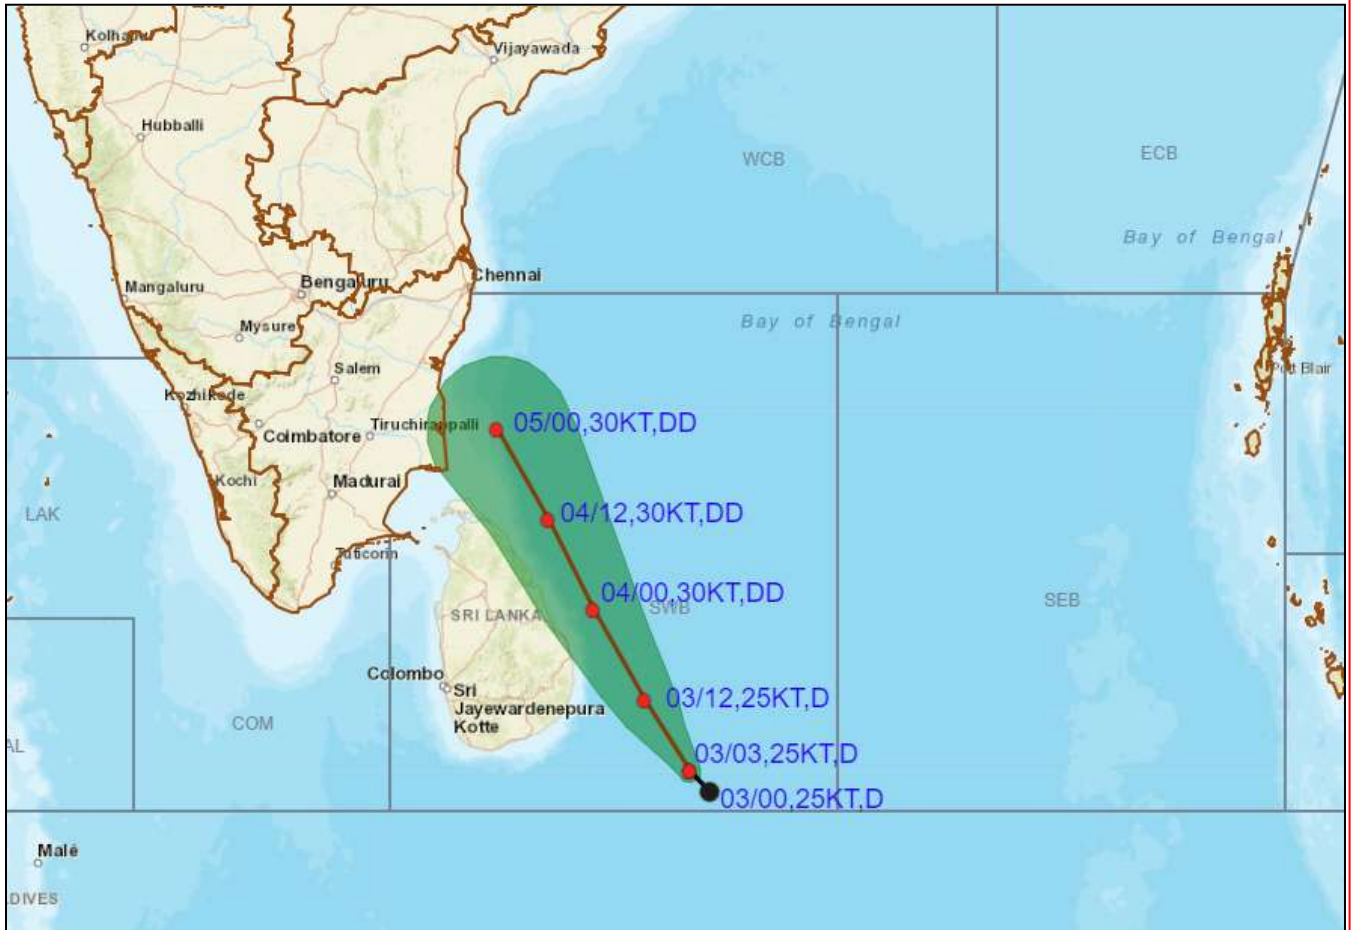 Kolhapur
Vijayawada
Hubballi
WCB
ECB
Bay of Bengal
Chennai
Bengaluru
Mangaluru
Bay of Bengal
Mysure
Port Blair
Salem
Kozhikode
Tiruchirappalli
05/00,30KT,DD
Coimbatore
Kochi
Madurai
LAK
04/12,30KT,DD
Tuticorin
SRI LANKA
04/00,30KT,DD
SWB
SEB
Colombo
Sri
Jayewardenepura
Kotte
03/12,25KT,D
COM
AL
03/03,25KT,D
03/00,25KT,D
Malé
DIVES